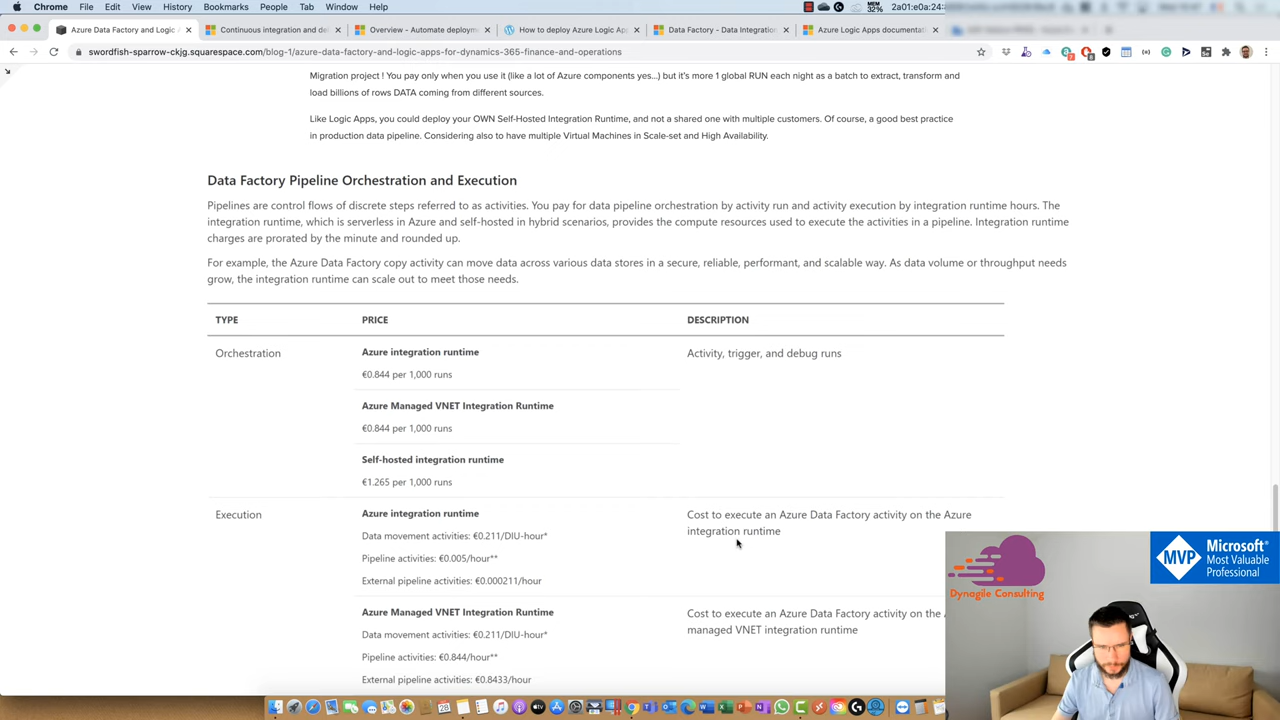 Chrome File Edit View History Bookmarks People Tab Window Help
MEM
32%
2a01:e0a:24:
Azure Data Factory and Logic A
Continuous integration and de
Overview - Automate deploym
How to deploy Azure Logic Ap
Data Factory - Data Integration
Azure Logic Apps documentat
swordfish-sparrow-ckjg.squarespace.com/blog-1/azure-data-factory-and-logic-apps-for-dynamics-365-finance-and-operations
Migration project ! You pay only when you use it (like a lot of Azure components yes...) but it's more 1 global RUN each night as a batch to extract, transform and
load billions of rows DATA coming from different sources.
Like Logic Apps, you could deploy your OWN Self-Hosted Integration Runtime, and not a shared one with multiple customers. Of course, a good best practice
in production data pipeline. Considering also to have multiple Virtual Machines in Scale-set and High Availability.
Data Factory Pipeline Orchestration and Execution
Pipelines are control flows of discrete steps referred to as activities. You pay for data pipeline orchestration by activity run and activity execution by integration runtime hours. The
integration runtime, which is serverless in Azure and self-hosted in hybrid scenarios, provides the compute resources used to execute the activities in a pipeline. Integration runtime
charges are prorated by the minute and rounded up.
For example, the Azure Data Factory copy activity can move data across various data stores in a secure, reliable, performant, and scalable way. As data volume or throughput needs
grow, the integration runtime can scale out to meet those needs.
TYPE PRICE DESCRIPTION
Orchestration
Azure integration runtime
€0.844 per 1,000 runs
Activity, trigger, and debug runs
Azure Managed VNET Integration Runtime
€0.844 per 1,000 runs
Self-hosted integration runtime
€1.265 per 1,000 runs
Execution
Azure integration runtime
Data movement activities: €0.211/DIU-hour*
Pipeline activities: €0.005/hour**
External pipeline activities: €0.000211/hour
Cost to execute an Azure Data Factory activity on the Azure
integration runtime
Azure Managed VNET Integration Runtime
Data movement activities: €0.211/DIU-hour*
Pipeline activities: €0.844/hour**
External pipeline activities: €0.8433/hour
Cost to execute an Azure Data Factory activity on the
managed VNET integration runtime
Dynagile Consulting
MVP
Microsoft
Most Valuable
Professional